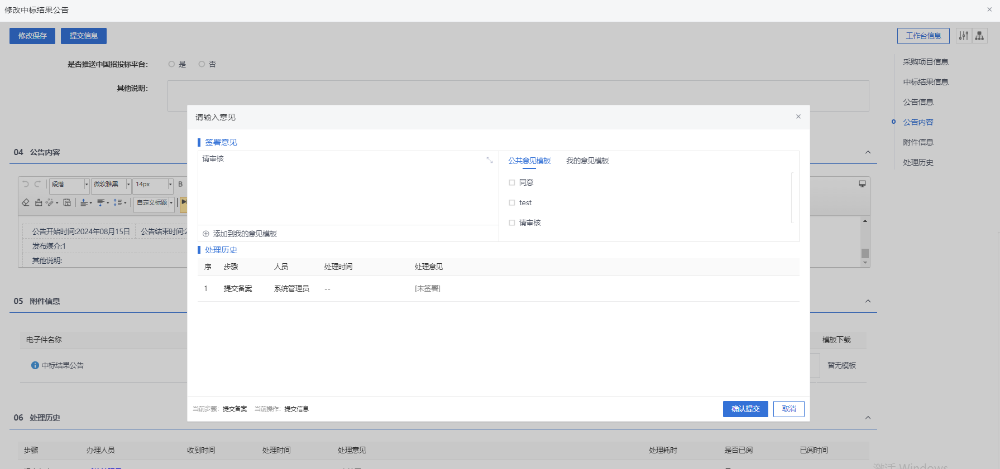 修改中标结果公告
修改保存 提交信息 工作台信息
是否推送中国招投标平台: 是 否
其他说明:
采购项目信息
中标结果信息
公告信息
公告内容
附件信息
处理历史
04 公告内容
段落 微软雅黑 14px B
自定义标题
公告开始时间:2024年08月15日 公告结束时间:2
发布媒介:1
其他说明:
05 附件信息
电子件名称 模板下载
中标结果公告 暂无模板
06 处理历史
步骤 办理人员 收到时间 处理时间 处理意见 处理耗时 是否已阅 已阅时间
请输入意见
签署意见
请审核
添加到我的意见模板
公共意见模板 我的意见模板
同意
test
请审核
处理历史
序 步骤 人员 处理时间 处理意见
1 提交备案 系统管理员 -- [未签署]
当前步骤: 提交备案 当前操作: 提交信息
确认提交 取消
激活 Windows